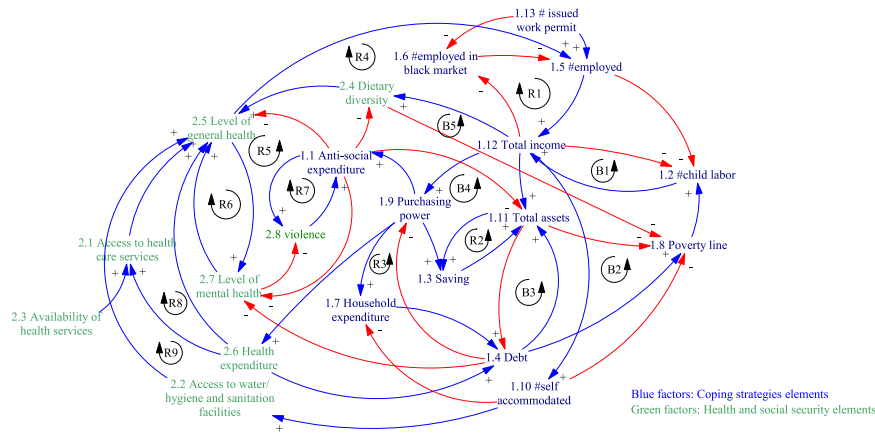 1.13 # issued
work permit
R4
1.6 #employed in
black market
1.5 #employed
2.4 Dietary
diversity
R1
2.5 Level of
general health
B5
1.12 Total income
R5
1.1 Anti-social
expenditure
B1
1.2 #child labor
R7
B4
R6
1.9 Purchasing
power
1.11 Total assets
2.8 violence
R2
1.8 Poverty line
2.1 Access to health
care services
R3
B2
1.3 Saving
2.7 Level of
mental health
B3
R8
1.7 Household
expenditure
2.3 Availability of
health services
R9
2.6 Health
expenditure
1.4 Debt
2.2 Access to water/
hygiene and sanitation
facilities
1.10 #self
accommodated
Blue factors: Coping strategies elements
Green factors: Health and social security elements